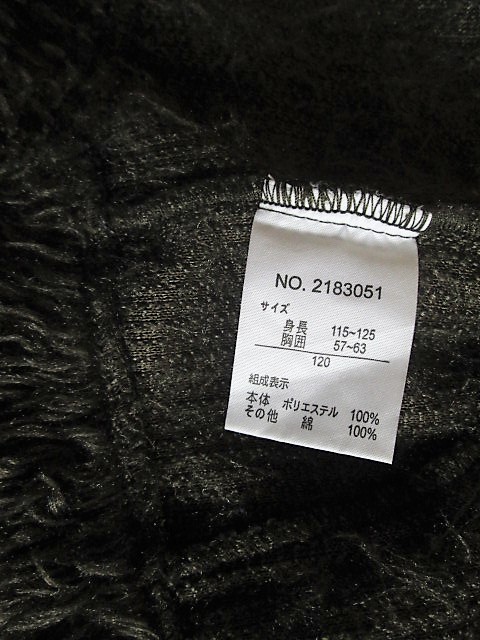 NO. 2183051
サイズ
身長 115~125
胸囲 57~63
120
組成表示
本体 ポリエステル 100%
その他 綿 100%